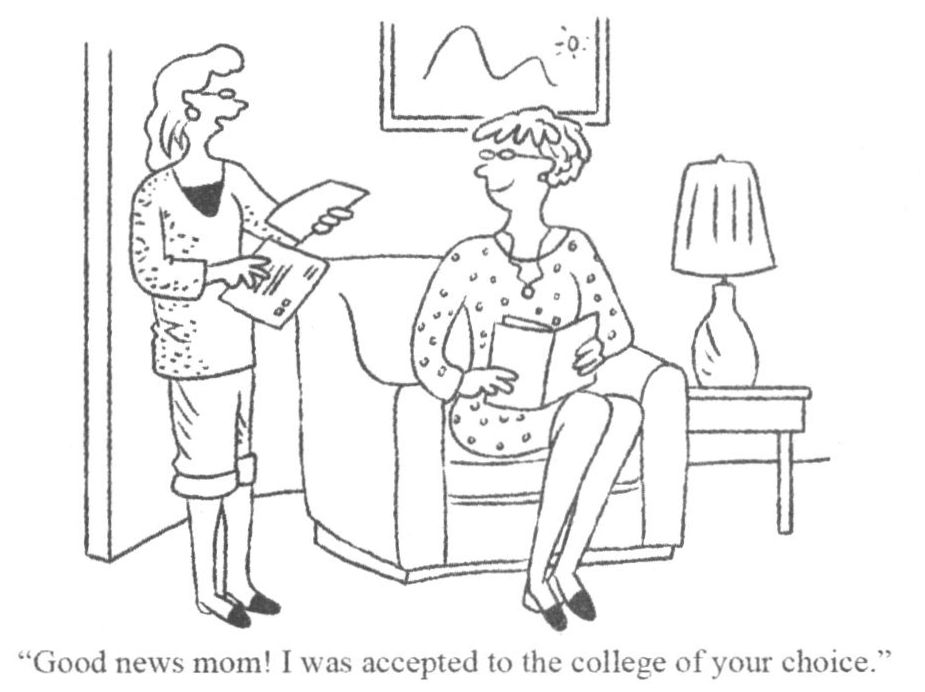 “Good news mom! I was accepted to the college of your choice.”